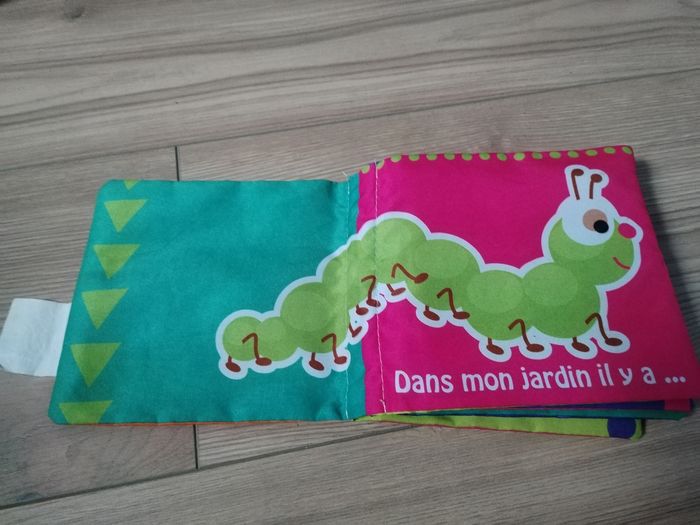 Dans mon jardin il y a ...